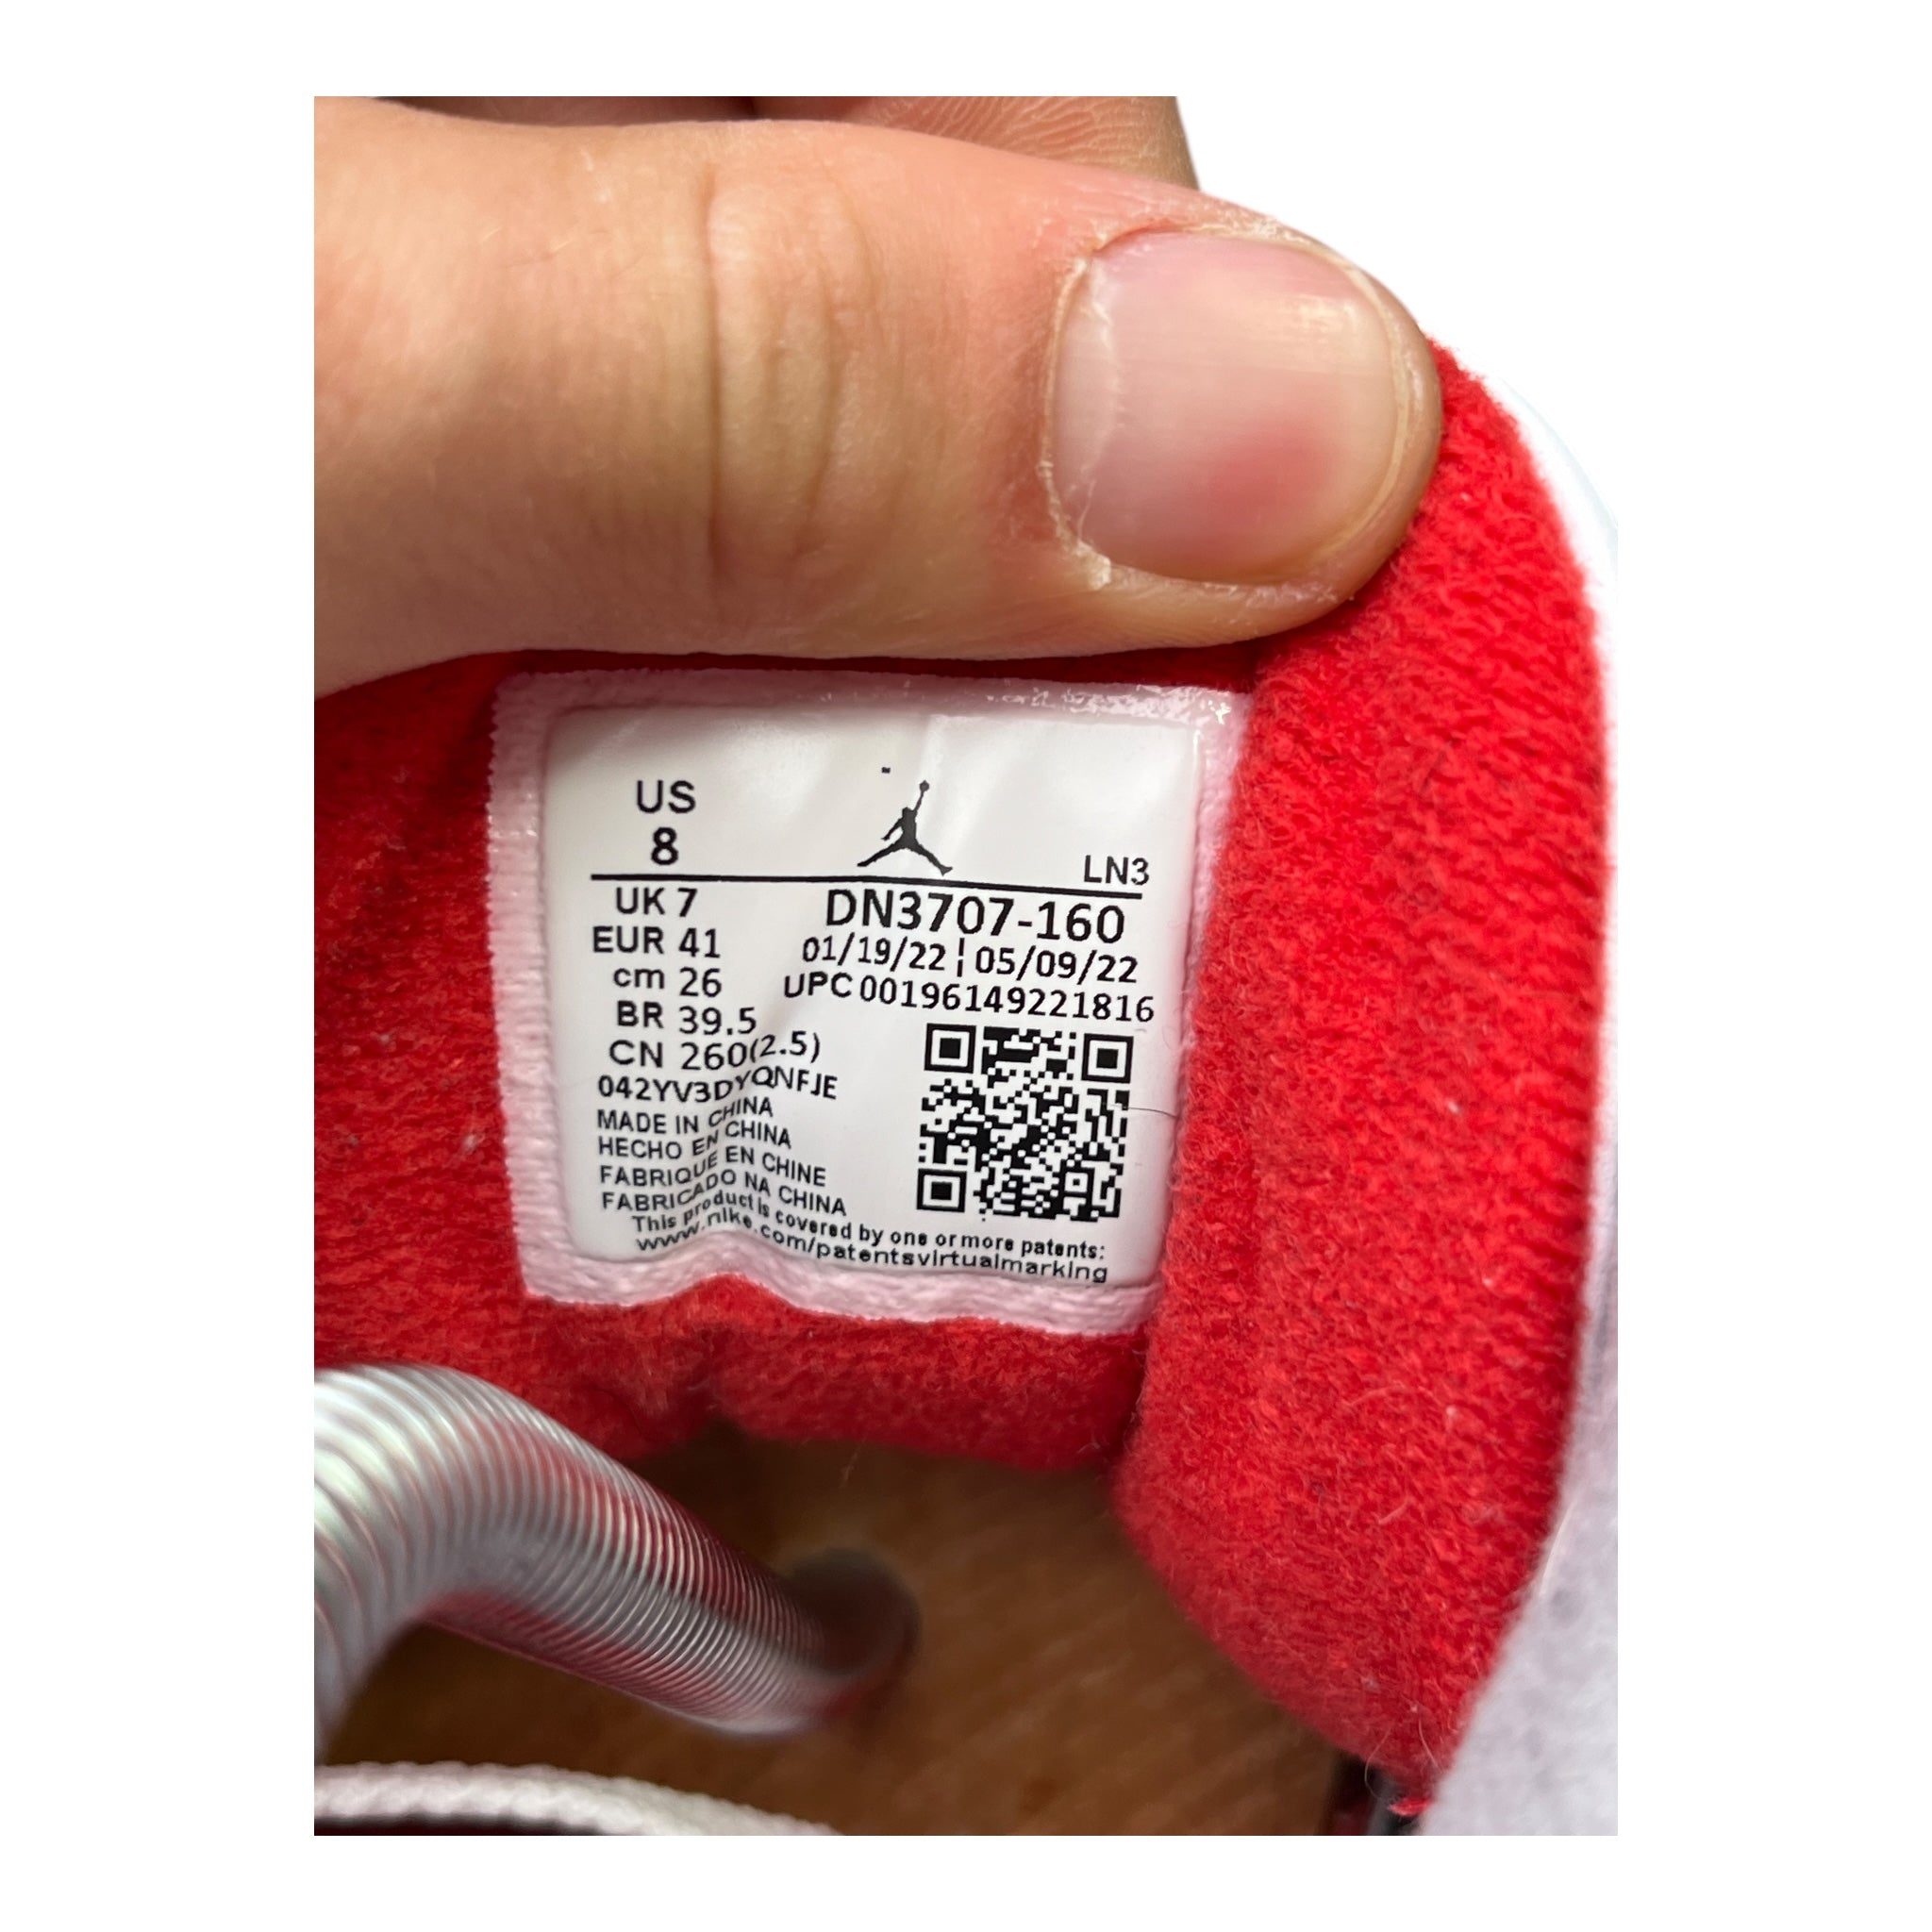 US
8
LN3
UK 7
EUR 41
cm 26
BR 39.5
CN 260(2.5)
DN3707-160
01/19/22 ¦ 05/09/22
UPC 00196149221816
042YV3DYQNFJE
MADE IN CHINA
HECHO EN CHINA
FABRIQUE EN CHINE
FABRICADO NA CHINA
This product is covered by one or more patents:
www.nike.com/patentsvirtualmarking